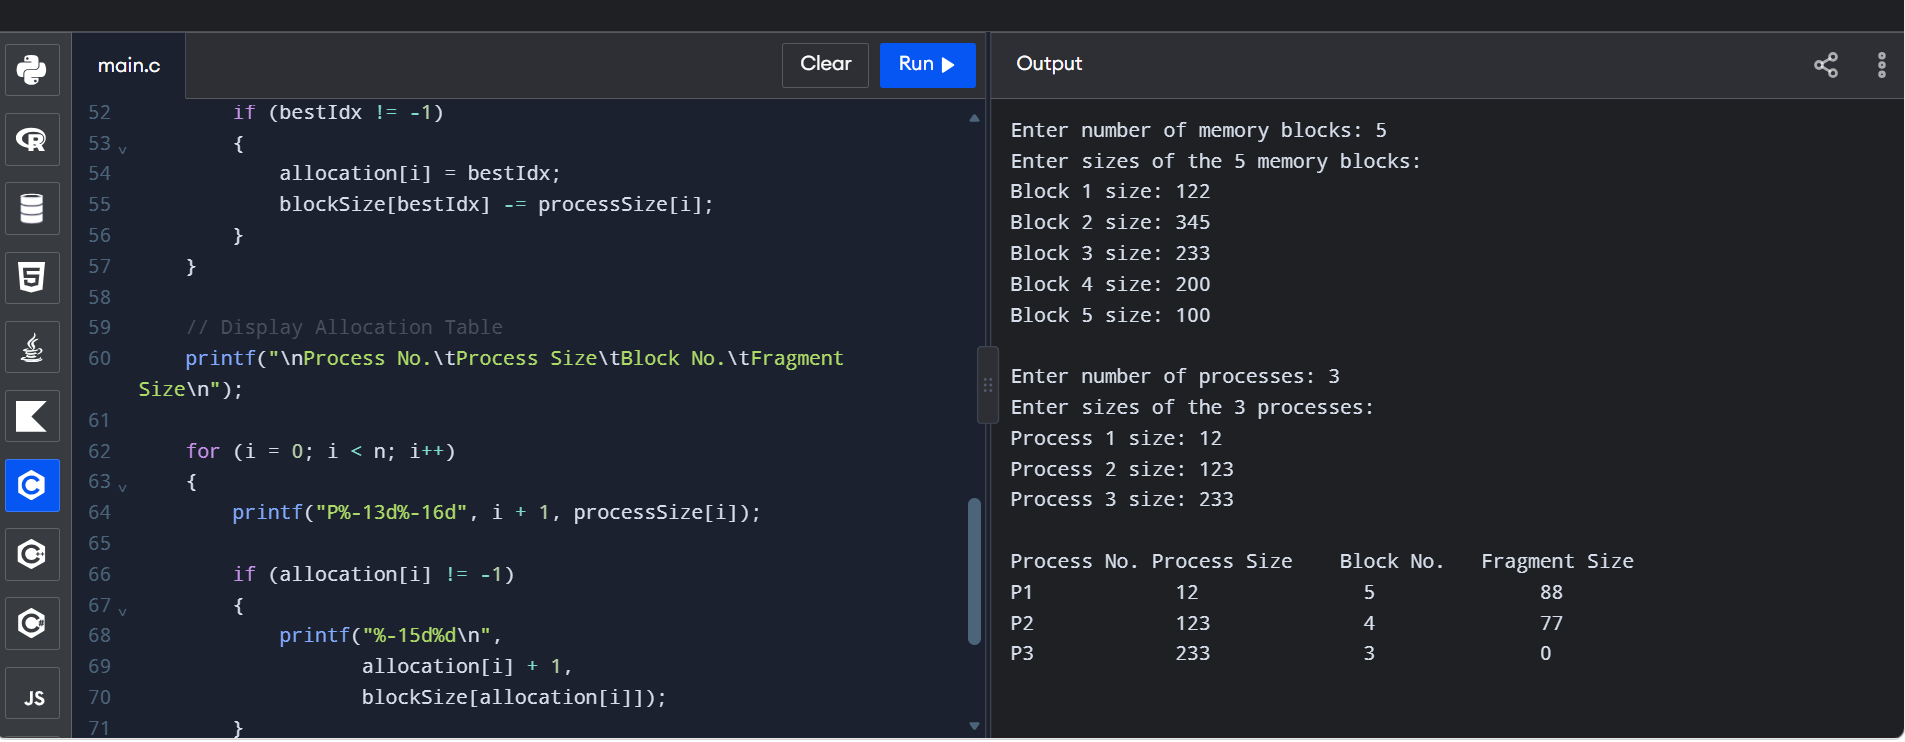 main.c
Clear
Run
52 if (bestIdx != -1)
53 {
54 allocation[i] = bestIdx;
55 blockSize[bestIdx] -= processSize[i];
56 }
57 }
58
59 // Display Allocation Table
60 printf("\nProcess No.\tProcess Size\tBlock No.\tFragment
Size\n");
61
62 for (i = 0; i < n; i++)
63 {
64 printf("P%-13d%-16d", i + 1, processSize[i]);
65
66 if (allocation[i] != -1)
67 {
68 printf("%-15d%d\n",
69 allocation[i] + 1,
70 blockSize[allocation[i]]);
71 }
JS
Output
Enter number of memory blocks: 5
Enter sizes of the 5 memory blocks:
Block 1 size: 122
Block 2 size: 345
Block 3 size: 233
Block 4 size: 200
Block 5 size: 100
Enter number of processes: 3
Enter sizes of the 3 processes:
Process 1 size: 12
Process 2 size: 123
Process 3 size: 233
Process No. Process Size Block No. Fragment Size
P1 12 5 88
P2 123 4 77
P3 233 3 0